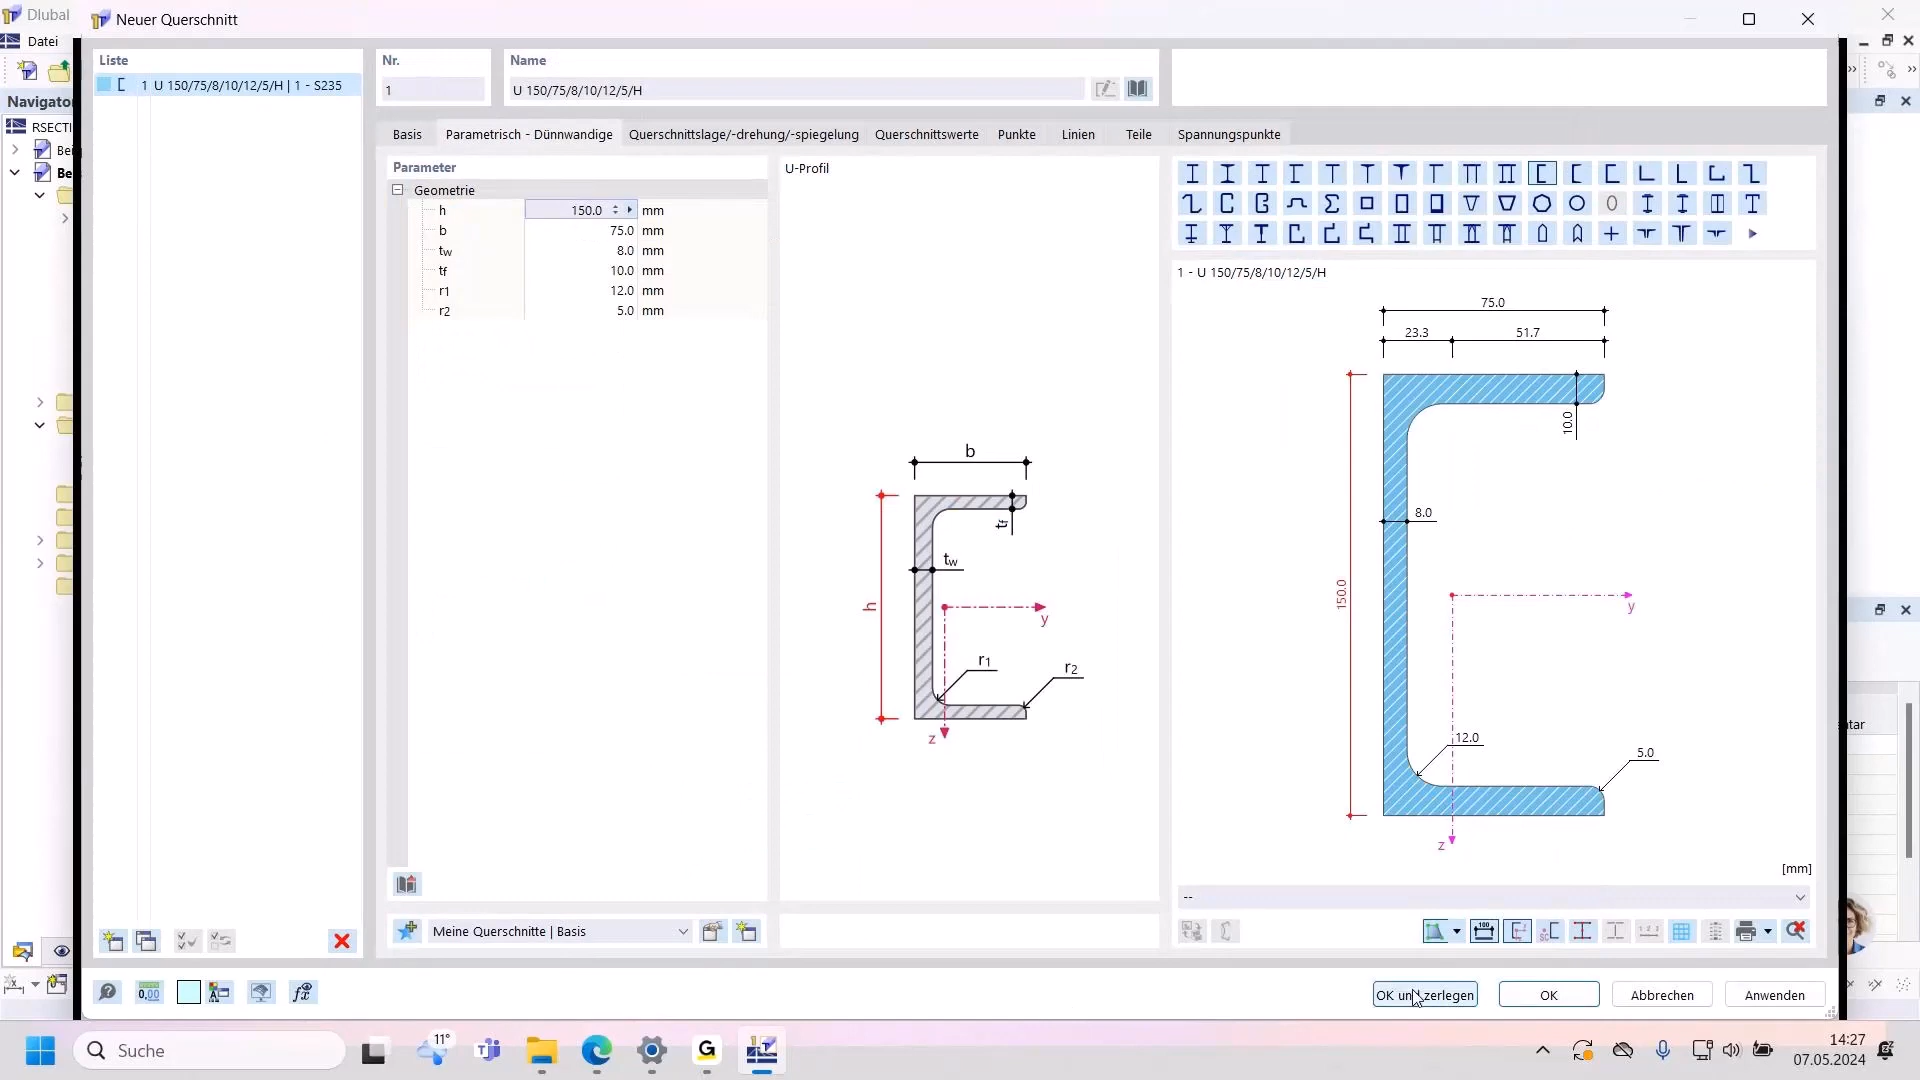 Dlubal
Neuer Querschnitt
Datei
Navigator
RSECTI
Bei
Be
Liste
1 U 150/75/8/10/12/5/H | 1 - S235
Nr.
1
Name
U 150/75/8/10/12/5/H
Basis
Parametrisch - Dünnwandige
Querschnittslage/-drehung/-spiegelung
Querschnittswerte
Punkte
Linien
Teile
Spannungspunkte
Parameter
Geometrie
h 150.0 mm
b 75.0 mm
tw 8.0 mm
tf 10.0 mm
r1 12.0 mm
r2 5.0 mm
Meine Querschnitte | Basis
U-Profil
b
tf
tw
h
y
r1
r2
z
1 - U 150/75/8/10/12/5/H
75.0
23.3
51.7
10.0
8.0
150.0
y
12.0
5.0
z
[mm]
--
tar
OK und zerlegen
OK
Abbrechen
Anwenden
Suche
11°
14:27
07.05.2024